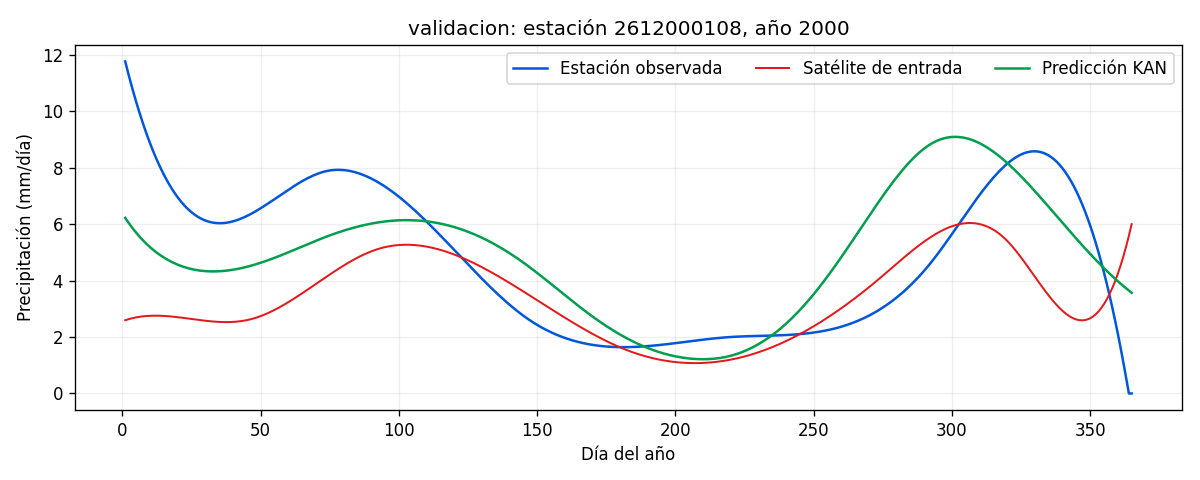 validacion: estación 2612000108, año 2000
Estación observada
Satélite de entrada
Predicción KAN
Precipitación (mm/día)
12
10
8
6
4
2
0
0
50
100
150
200
250
300
350
Día del año